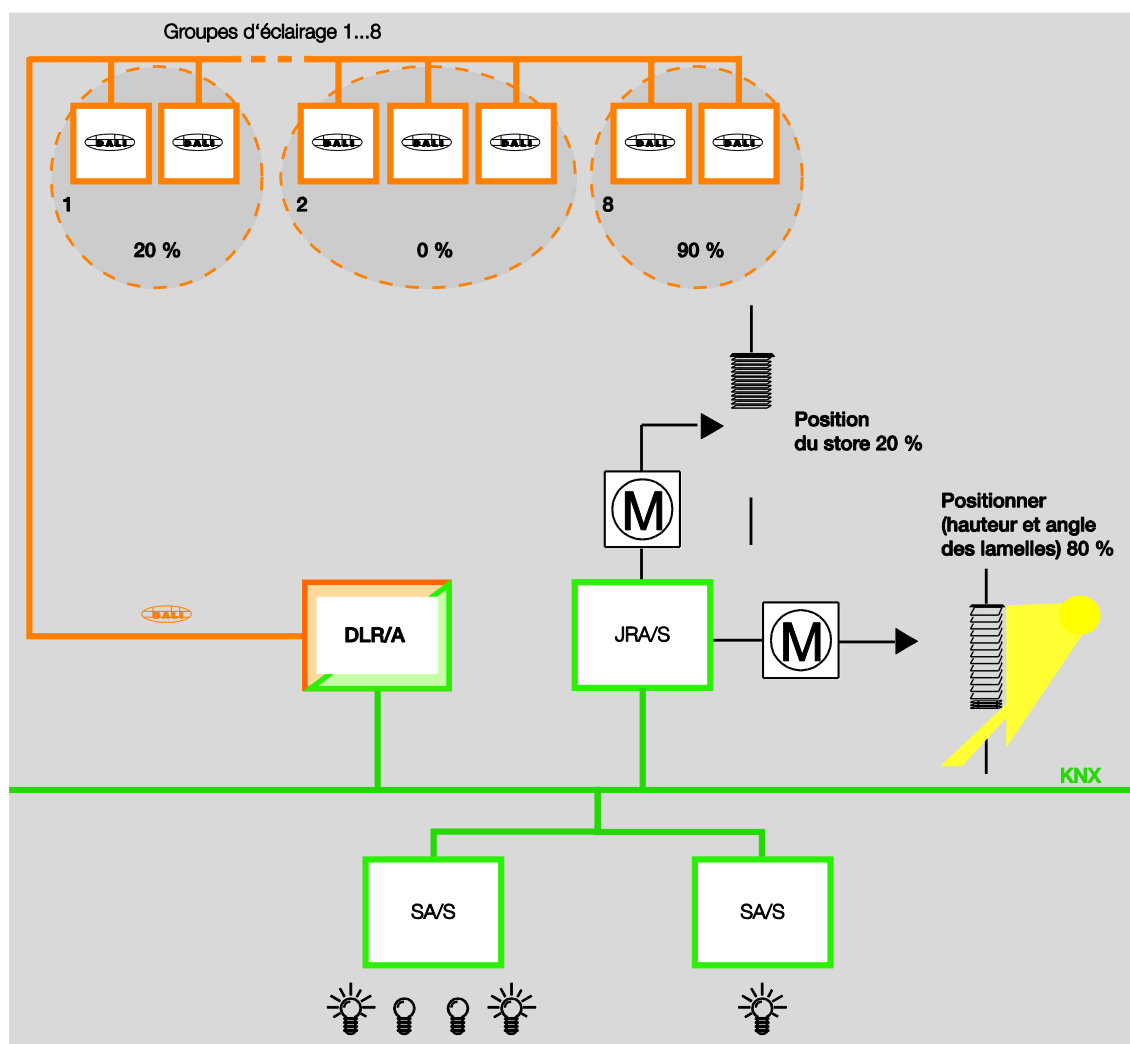 Groupes d'éclairage 1...8
DALI DALI DALI DALI DALI DALI DALI
1 2 8
20 % 0 % 90 %
Position
du store 20 %
M
Positionner
(hauteur et angle
des lamelles) 80 %
DALI
DLR/A JRA/S M
KNX
SA/S SA/S